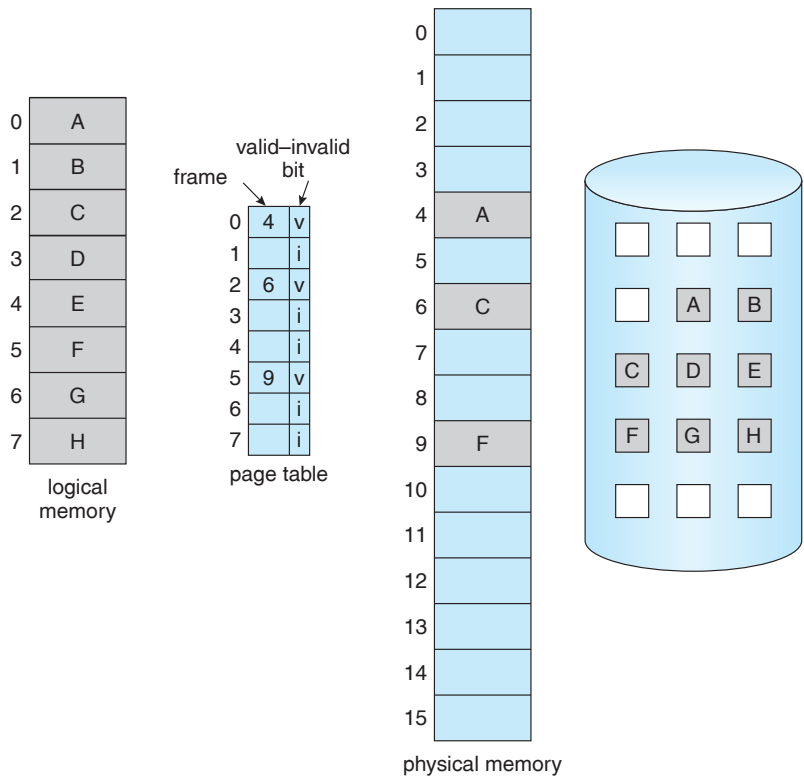 0 A
1 B
2 C
3 D
4 E
5 F
6 G
7 H
logical
memory
valid–invalid
bit
frame
0 4 v
1 i
2 6 v
3 i
4 i
5 9 v
6 i
7 i
page table
0
1
2
3
4 A
5
6 C
7
8
9 F
10
11
12
13
14
15
physical memory
A B
C D E
F G H